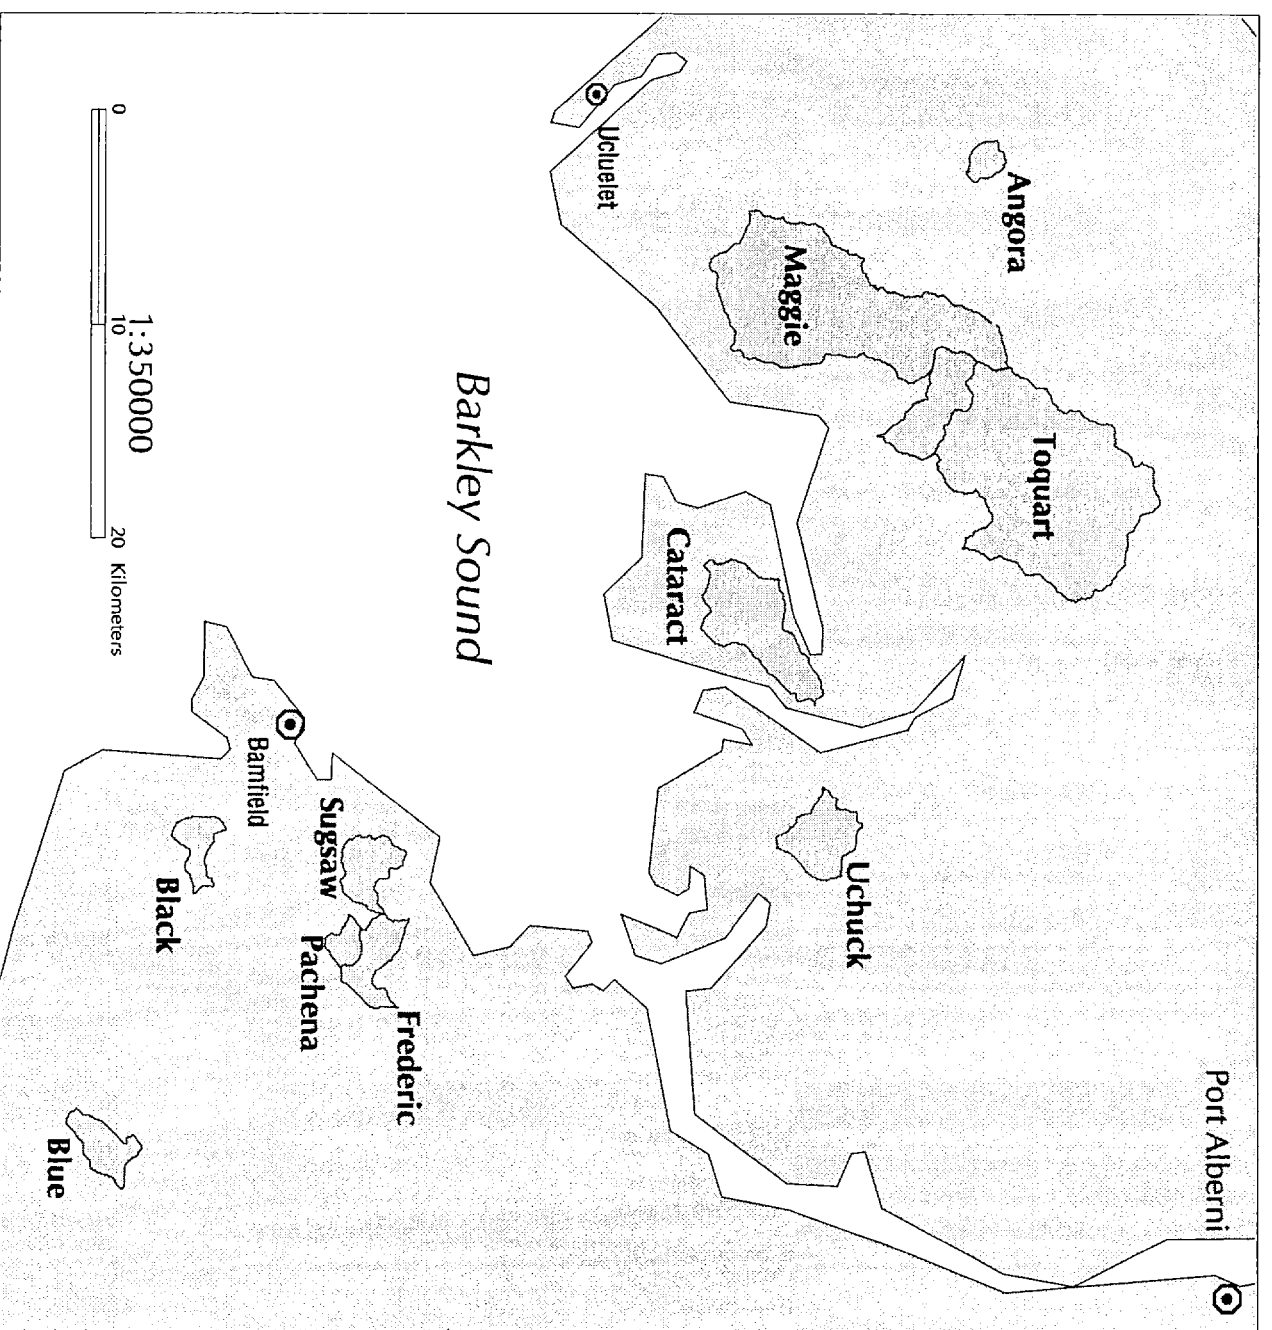 Port Alberni
Angora
Toquart
Maggie
Uchuck
Cataract
Ucluelet
Barkley Sound
Frederic
Sugsaw
Pachena
Bamfield
Black
Blue
1:350000
0 10 20 Kilometers